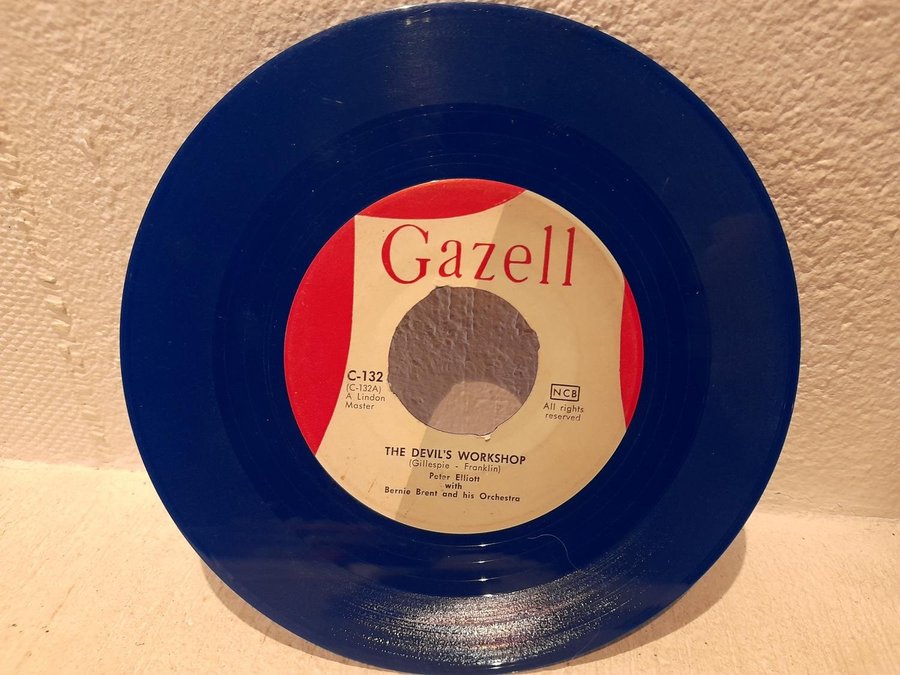 Gazell
C-132
(C-132A)
A Lindon
Master
NCB
All rights
reserved
THE DEVIL'S WORKSHOP
(Gillespie - Franklin)
Peter Elliott
with
Bernie Brent and his Orchestra